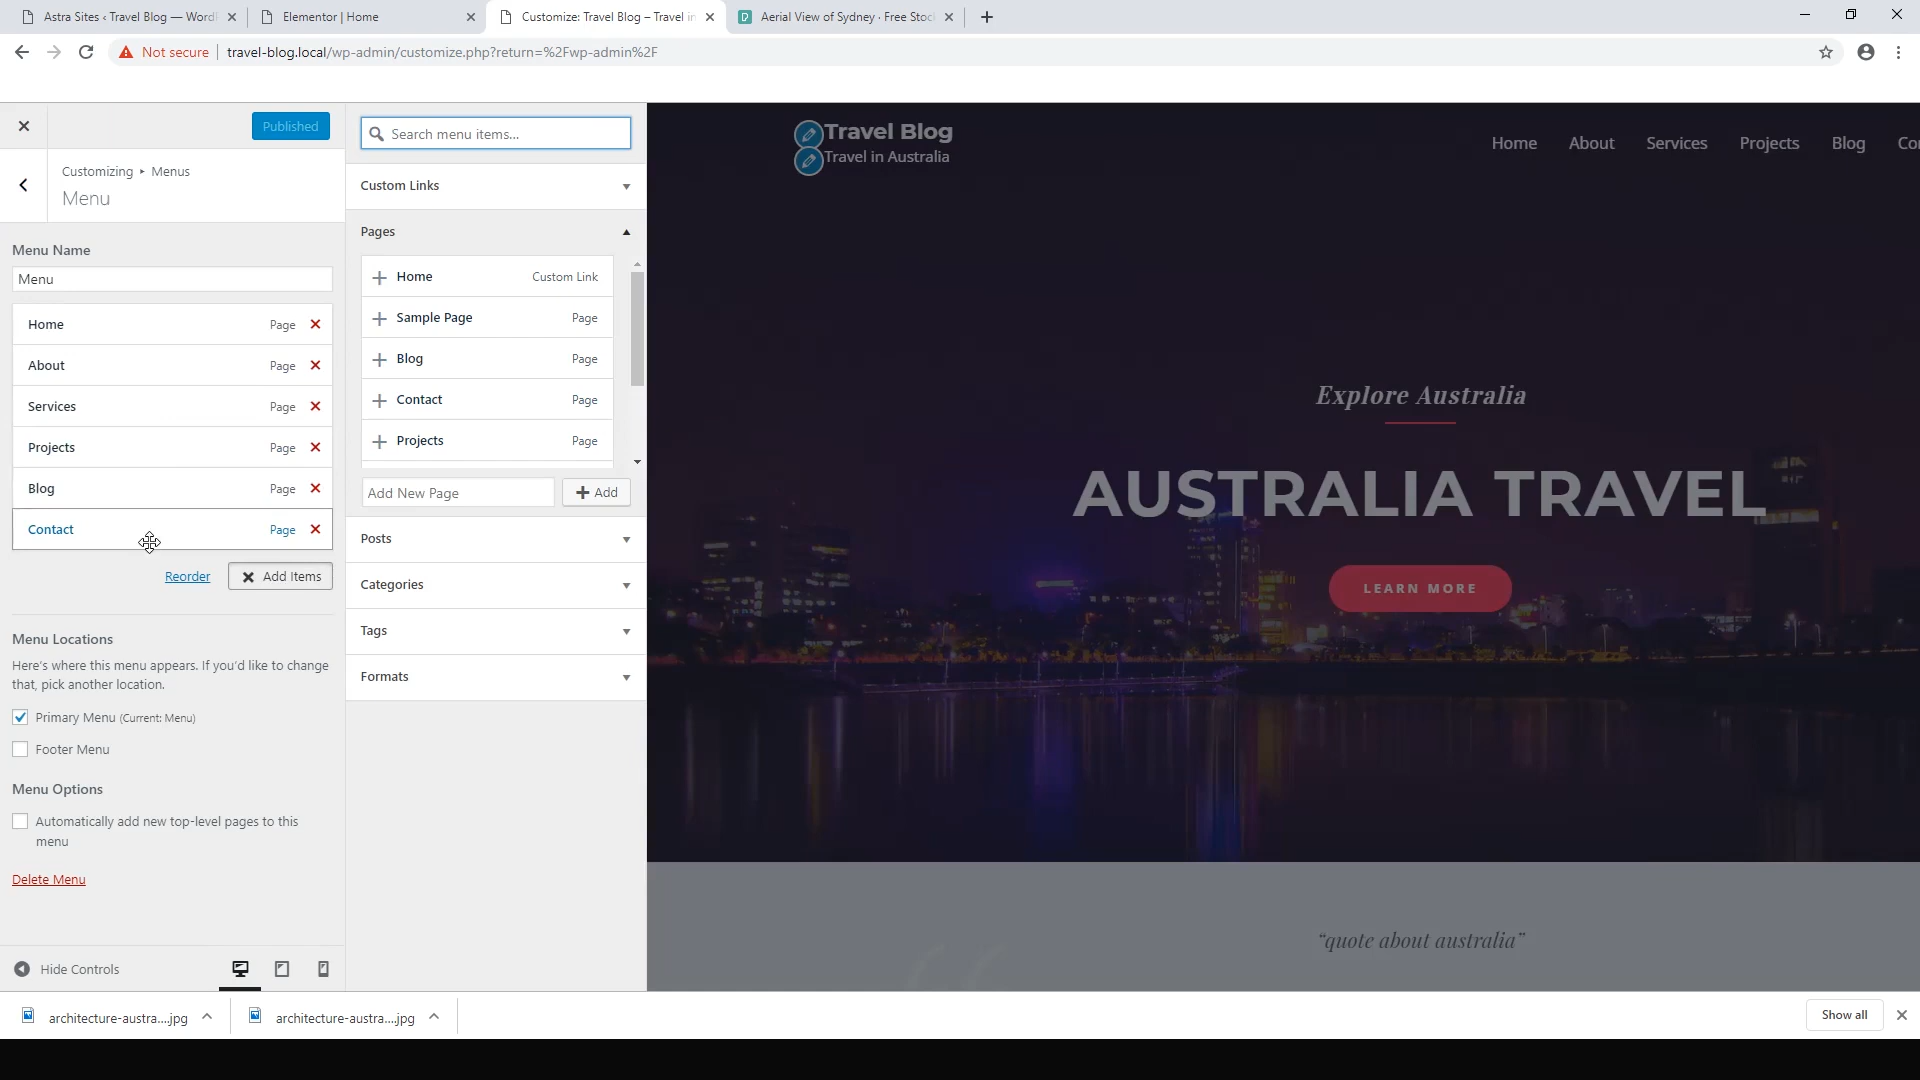 Astra Sites ‹ Travel Blog — Word
Elementor | Home
Customize: Travel Blog – Travel in
Aerial View of Sydney · Free Stoc
Not secure
travel-blog.local/wp-admin/customize.php?return=%2Fwp-admin%2F
Published
Customizing ▸ Menus
Menu
Menu Name
Menu
Home Page
About Page
Services Page
Projects Page
Blog Page
Contact Page
Reorder
Add Items
Menu Locations
Here's where this menu appears. If you'd like to change
that, pick another location.
Primary Menu (Current: Menu)
Footer Menu
Menu Options
Automatically add new top-level pages to this
menu
Delete Menu
Hide Controls
Search menu items...
Custom Links
Pages
Home Custom Link
Sample Page Page
Blog Page
Contact Page
Projects Page
Add New Page
Add
Posts
Categories
Tags
Formats
Travel Blog
Travel in Australia
Home About Services Projects Blog Co
Explore Australia
AUSTRALIA TRAVEL
LEARN MORE
“quote about australia”
architecture-austra....jpg
architecture-austra....jpg
Show all